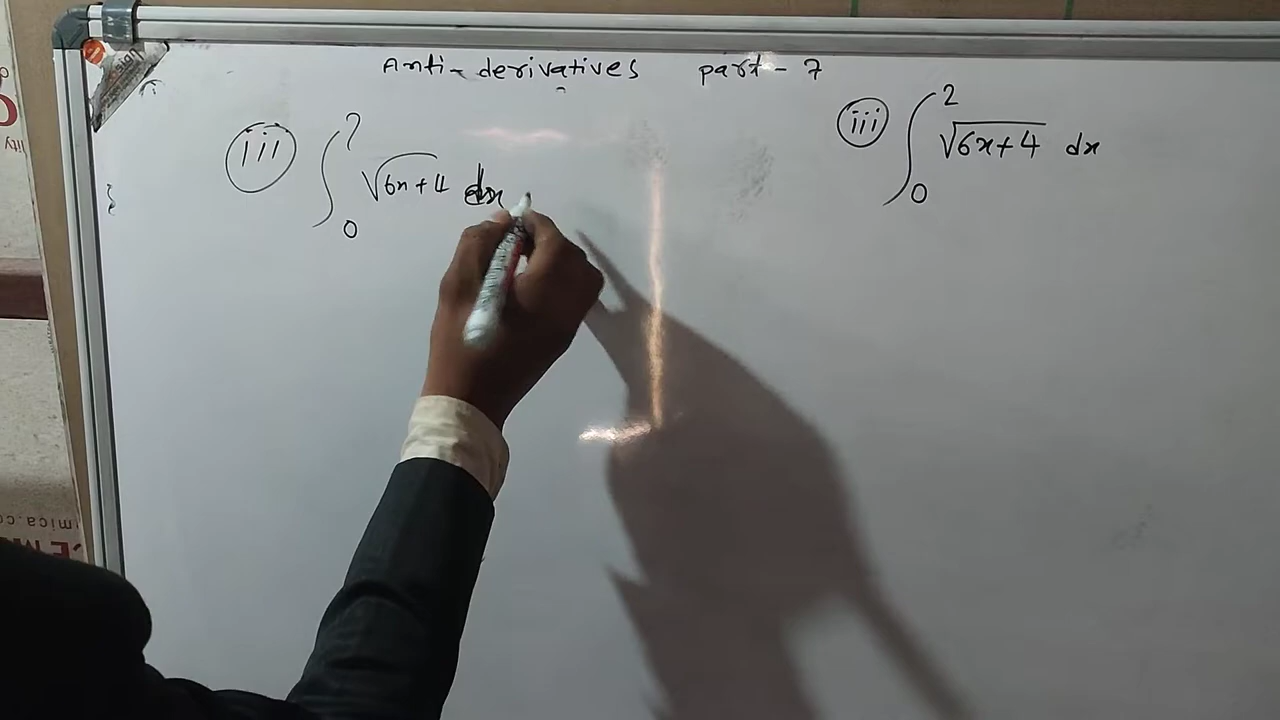 Anti-derivatives part-7
(iii) ∫₀² √6x+4 dx
(iii) ∫₀² √6x+4 dx